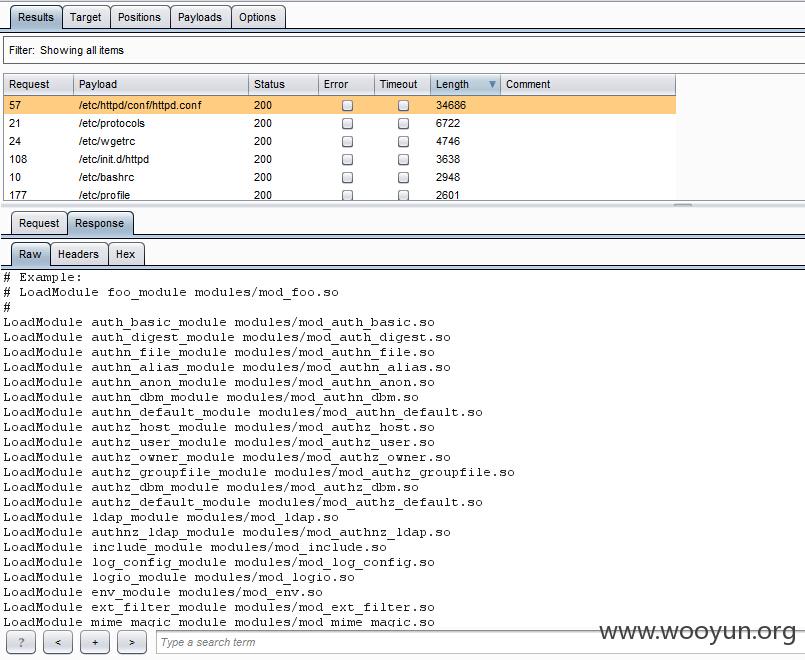 Results Target Positions Payloads Options
Filter: Showing all items
Request Payload Status Error Timeout Length Comment
57 /etc/httpd/conf/httpd.conf 200 34686
21 /etc/protocols 200 6722
24 /etc/wgetrc 200 4746
108 /etc/init.d/httpd 200 3638
10 /etc/bashrc 200 2948
177 /etc/profile 200 2601
Request Response
Raw Headers Hex
# Example:
# LoadModule foo_module modules/mod_foo.so
#
LoadModule auth_basic_module modules/mod_auth_basic.so
LoadModule auth_digest_module modules/mod_auth_digest.so
LoadModule authn_file_module modules/mod_authn_file.so
LoadModule authn_alias_module modules/mod_authn_alias.so
LoadModule authn_anon_module modules/mod_authn_anon.so
LoadModule authn_dbm_module modules/mod_authn_dbm.so
LoadModule authn_default_module modules/mod_authn_default.so
LoadModule authz_host_module modules/mod_authz_host.so
LoadModule authz_user_module modules/mod_authz_user.so
LoadModule authz_owner_module modules/mod_authz_owner.so
LoadModule authz_groupfile_module modules/mod_authz_groupfile.so
LoadModule authz_dbm_module modules/mod_authz_dbm.so
LoadModule authz_default_module modules/mod_authz_default.so
LoadModule ldap_module modules/mod_ldap.so
LoadModule authnz_ldap_module modules/mod_authnz_ldap.so
LoadModule include_module modules/mod_include.so
LoadModule log_config_module modules/mod_log_config.so
LoadModule logio_module modules/mod_logio.so
LoadModule env_module modules/mod_env.so
LoadModule ext_filter_module modules/mod_ext_filter.so
LoadModule mime_magic_module modules/mod_mime_magic.so
? < + > Type a search term
www.wooyun.org